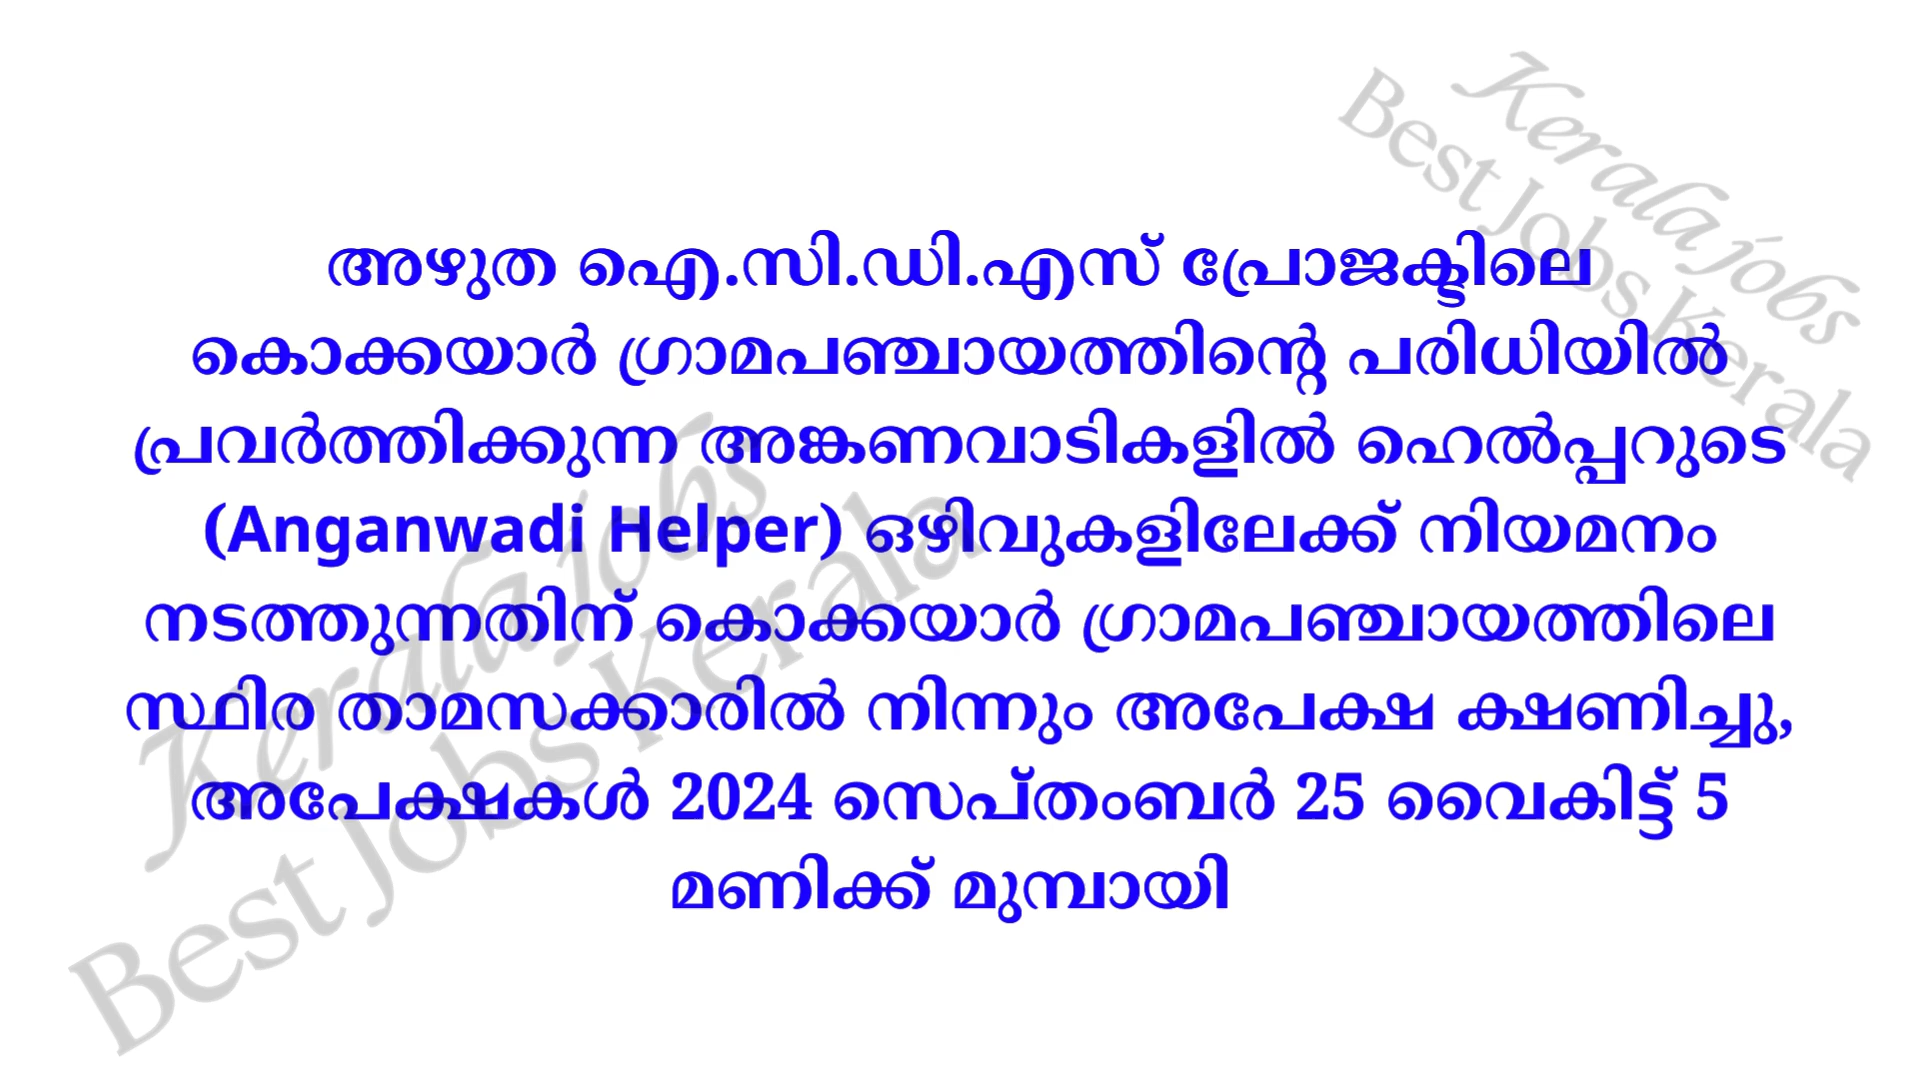 അഴുത ഐ.സി.ഡി.എസ് പ്രോജക്ടിലെ
കൊക്കയാർ ഗ്രാമപഞ്ചായത്തിന്റെ പരിധിയിൽ
പ്രവർത്തിക്കുന്ന അങ്കണവാടികളിൽ ഹെൽപ്പറുടെ
(Anganwadi Helper) ഒഴിവുകളിലേക്ക് നിയമനം
നടത്തുന്നതിന് കൊക്കയാർ ഗ്രാമപഞ്ചായത്തിലെ
സ്ഥിര താമസക്കാരിൽ നിന്നും അപേക്ഷ ക്ഷണിച്ചു,
അപേക്ഷകൾ 2024 സെപ്തംബർ 25 വൈകിട്ട് 5
മണിക്ക് മുമ്പായി
Kerala jobs
Best Jobs Kerala
Kerala jobs
Best Jobs Kerala